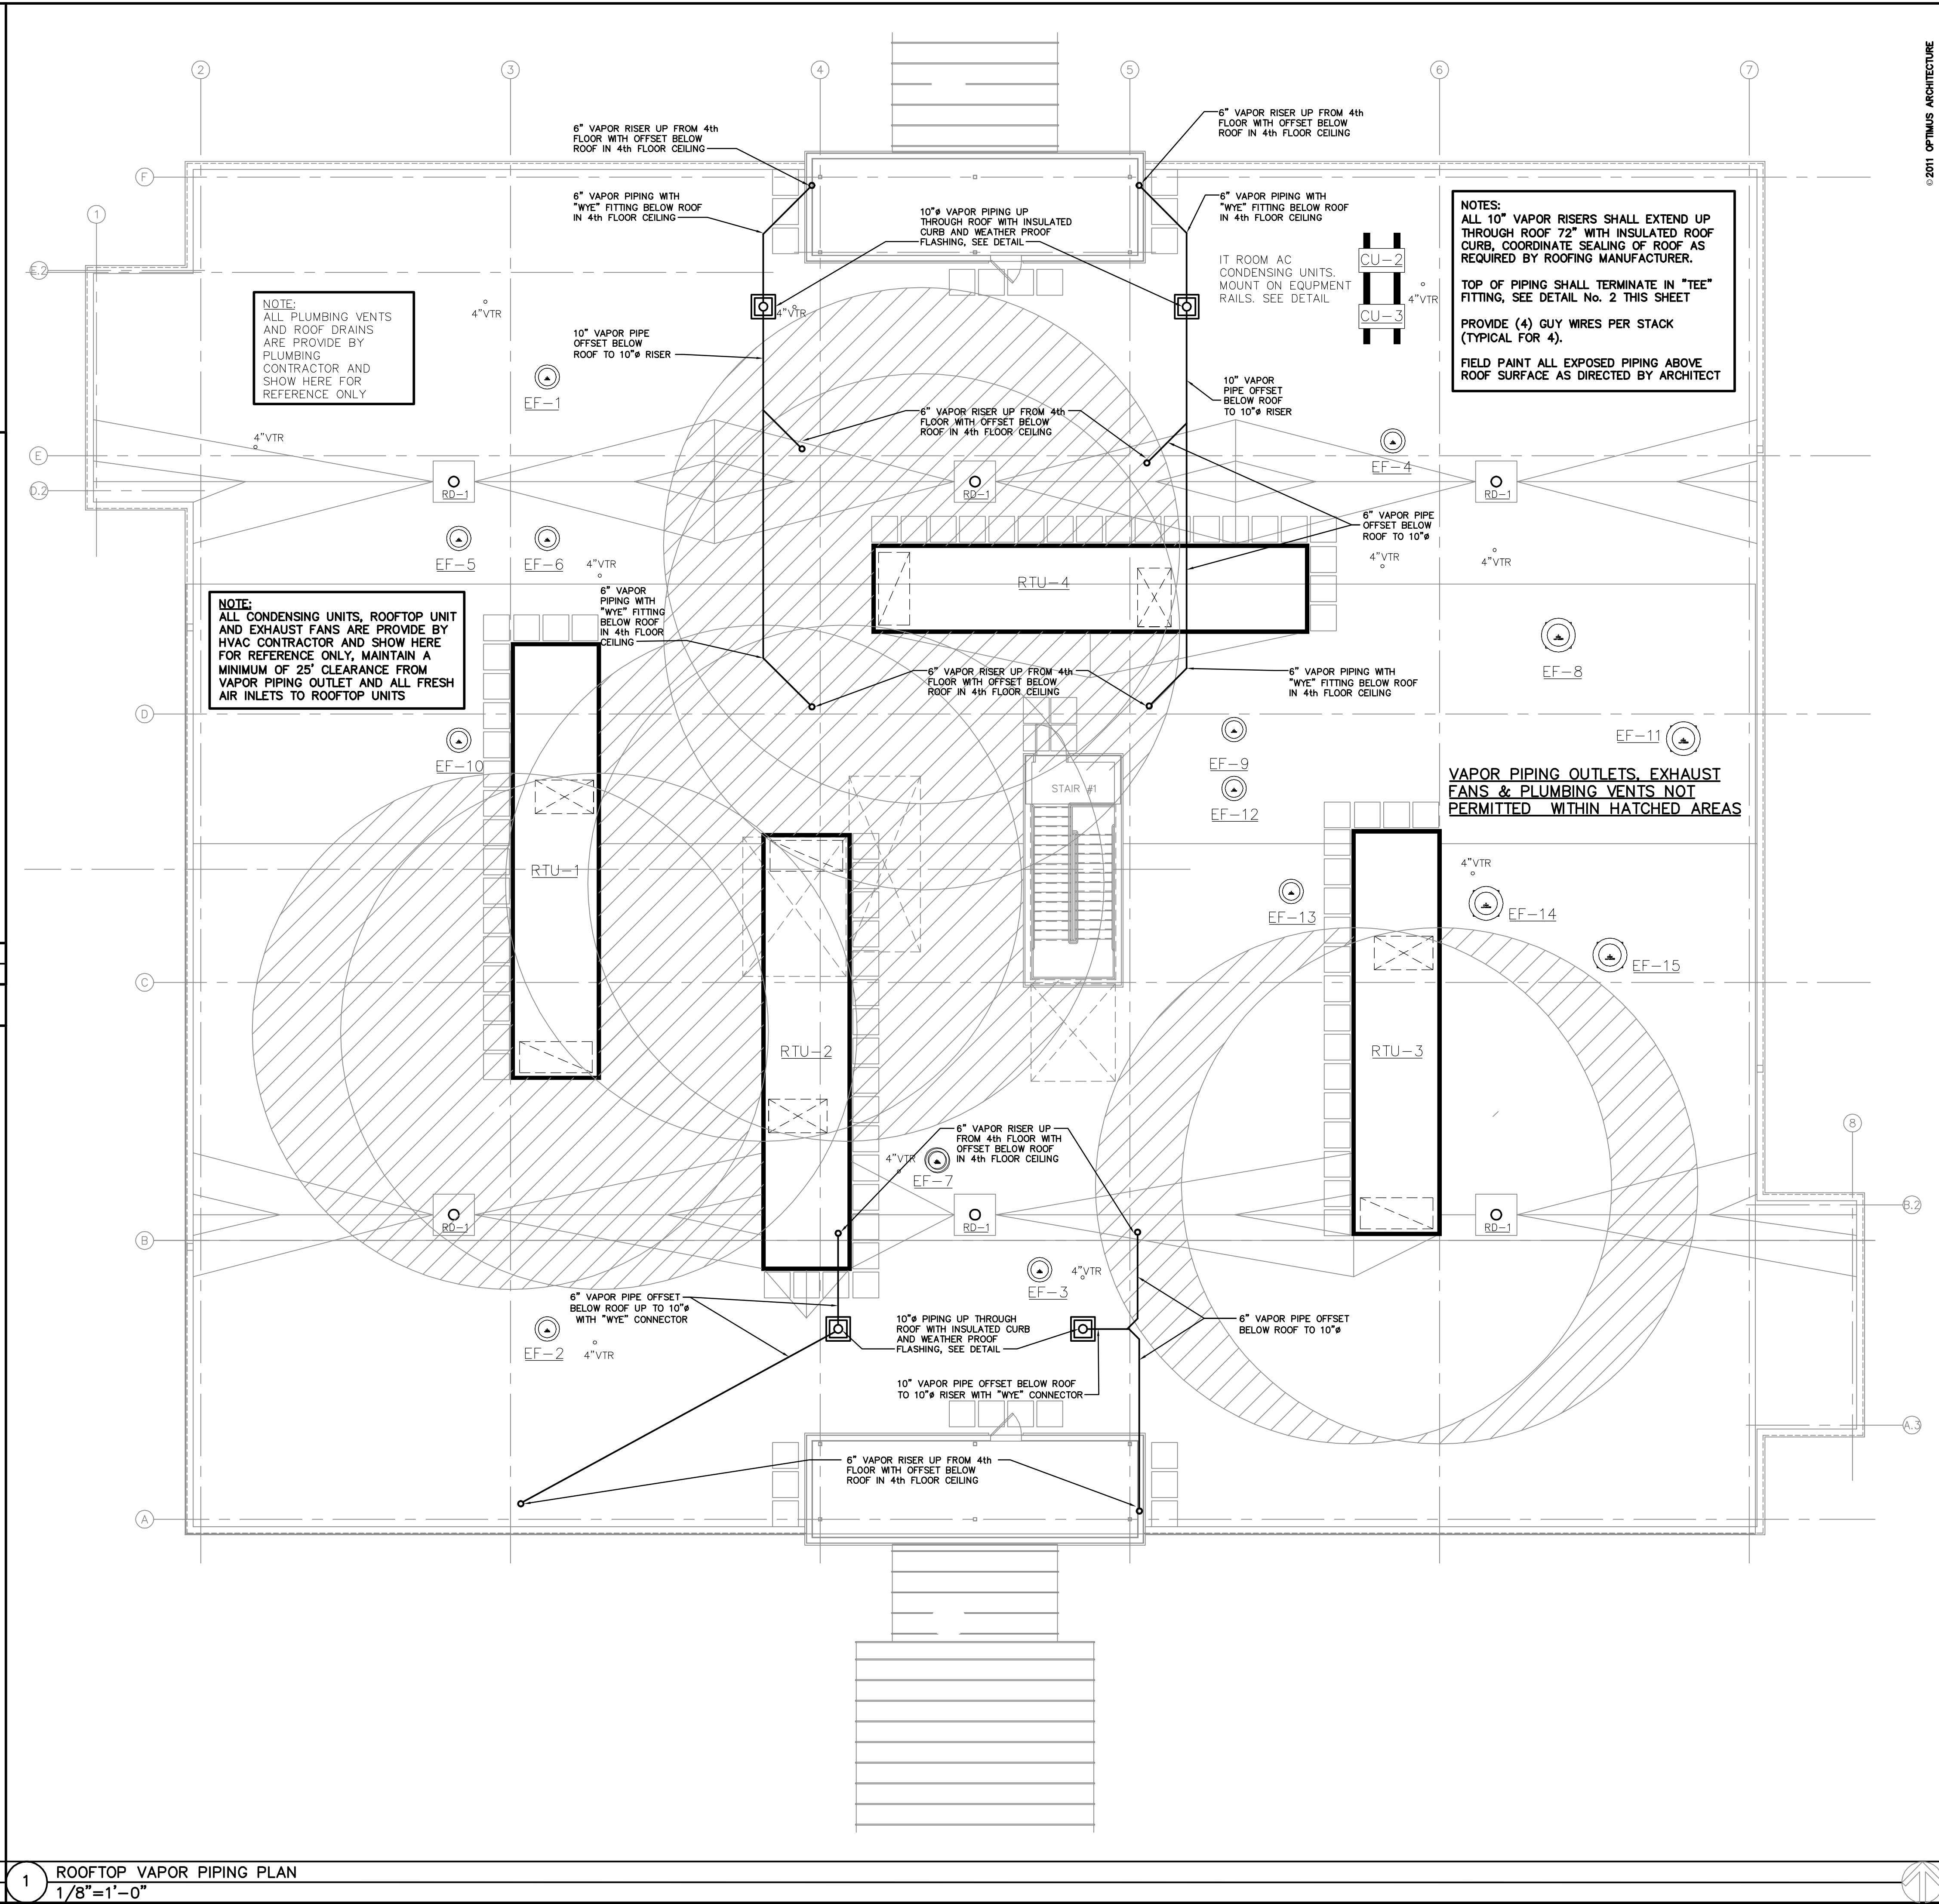 ©2011 OPTIMUS ARCHITECTURE
2
3
4
5
6
7
6" VAPOR RISER UP FROM 4th
FLOOR WITH OFFSET BELOW
ROOF IN 4th FLOOR CEILING
6" VAPOR RISER UP FROM 4th
FLOOR WITH OFFSET BELOW
ROOF IN 4th FLOOR CEILING
F
1
6" VAPOR PIPING WITH
"WYE" FITTING BELOW ROOF
IN 4th FLOOR CEILING
10"ø VAPOR PIPING UP
THROUGH ROOF WITH INSULATED
CURB AND WEATHER PROOF
FLASHING, SEE DETAIL
6" VAPOR PIPING WITH
"WYE" FITTING BELOW ROOF
IN 4th FLOOR CEILING
NOTES:
ALL 10" VAPOR RISERS SHALL EXTEND UP
THROUGH ROOF 72" WITH INSULATED ROOF
CURB, COORDINATE SEALING OF ROOF AS
REQUIRED BY ROOFING MANUFACTURER.
TOP OF PIPING SHALL TERMINATE IN "TEE"
FITTING, SEE DETAIL No. 2 THIS SHEET
PROVIDE (4) GUY WIRES PER STACK
(TYPICAL FOR 4).
FIELD PAINT ALL EXPOSED PIPING ABOVE
ROOF SURFACE AS DIRECTED BY ARCHITECT
E.2
IT ROOM AC
CONDENSING UNITS.
MOUNT ON EQUPMENT
RAILS. SEE DETAIL
CU-2
CU-3
4"VTR
NOTE:
ALL PLUMBING VENTS
AND ROOF DRAINS
ARE PROVIDE BY
PLUMBING
CONTRACTOR AND
SHOW HERE FOR
REFERENCE ONLY
4"VTR
4"VTR
10" VAPOR PIPE
OFFSET BELOW
ROOF TO 10"ø RISER
EF-1
10" VAPOR
PIPE OFFSET
BELOW ROOF
TO 10"ø RISER
6" VAPOR RISER UP FROM 4th
FLOOR WITH OFFSET BELOW
ROOF IN 4th FLOOR CEILING
4"VTR
EF-4
E
D.2
RD-1
RD-1
RD-1
6" VAPOR PIPE
OFFSET BELOW
ROOF TO 10"ø
EF-5
EF-6
4"VTR
4"VTR
4"VTR
RTU-4
6" VAPOR
PIPING WITH
"WYE" FITTING
BELOW ROOF
IN 4th FLOOR
CEILING
NOTE:
ALL CONDENSING UNITS, ROOFTOP UNIT
AND EXHAUST FANS ARE PROVIDE BY
HVAC CONTRACTOR AND SHOW HERE
FOR REFERENCE ONLY, MAINTAIN A
MINIMUM OF 25' CLEARANCE FROM
VAPOR PIPING OUTLET AND ALL FRESH
AIR INLETS TO ROOFTOP UNITS
6" VAPOR RISER UP FROM 4th
FLOOR WITH OFFSET BELOW
ROOF IN 4th FLOOR CEILING
6" VAPOR PIPING WITH
"WYE" FITTING BELOW ROOF
IN 4th FLOOR CEILING
EF-8
D
EF-10
EF-9
EF-11
STAIR #1
EF-12
VAPOR PIPING OUTLETS, EXHAUST
FANS & PLUMBING VENTS NOT
PERMITTED WITHIN HATCHED AREAS
RTU-1
4"VTR
EF-13
EF-14
EF-15
C
RTU-2
RTU-3
8
6" VAPOR RISER UP
FROM 4th FLOOR WITH
OFFSET BELOW ROOF
IN 4th FLOOR CEILING
4"VTR
EF-7
B.2
RD-1
RD-1
RD-1
B
EF-3
4"VTR
6" VAPOR PIPE OFFSET
BELOW ROOF UP TO 10"ø
WITH "WYE" CONNECTOR
10"ø PIPING UP THROUGH
ROOF WITH INSULATED CURB
AND WEATHER PROOF
FLASHING, SEE DETAIL
6" VAPOR PIPE OFFSET
BELOW ROOF TO 10"ø
EF-2
4"VTR
10" VAPOR PIPE OFFSET BELOW ROOF
TO 10"ø RISER WITH "WYE" CONNECTOR
A.3
6" VAPOR RISER UP FROM 4th
FLOOR WITH OFFSET BELOW
ROOF IN 4th FLOOR CEILING
A
1
ROOFTOP VAPOR PIPING PLAN
1/8"=1'-0"